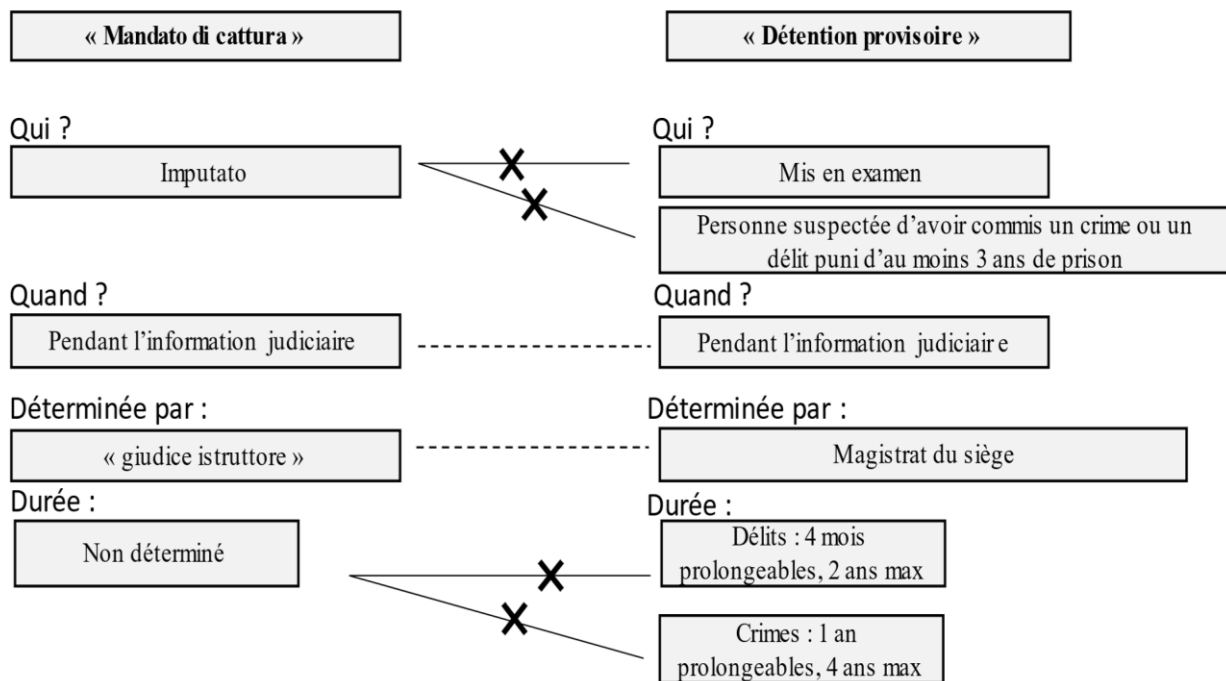 « Mandato di cattura »
« Détention provisoire »
Qui ?
Qui ?
Imputato
Mis en examen
Personne suspectée d’avoir commis un crime ou un
délit puni d’au moins 3 ans de prison
Quand ?
Quand ?
Pendant l’information judiciaire
Pendant l’information judiciaire
Déterminée par :
Déterminée par :
« giudice istruttore »
Magistrat du siège
Durée :
Durée :
Non déterminé
Délits : 4 mois
prolongeables, 2 ans max
Crimes : 1 an
prolongeables, 4 ans max